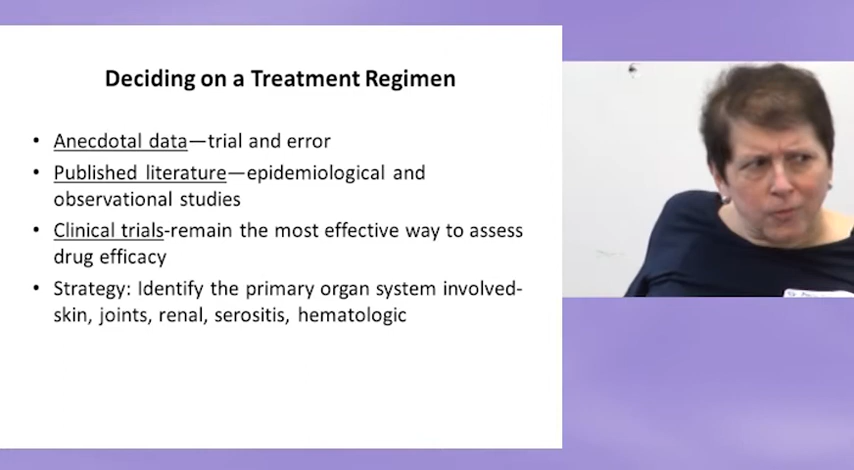 Deciding on a Treatment Regimen
• Anecdotal data—trial and error
• Published literature—epidemiological and
observational studies
• Clinical trials-remain the most effective way to assess
drug efficacy
• Strategy: Identify the primary organ system involved-
skin, joints, renal, serositis, hematologic